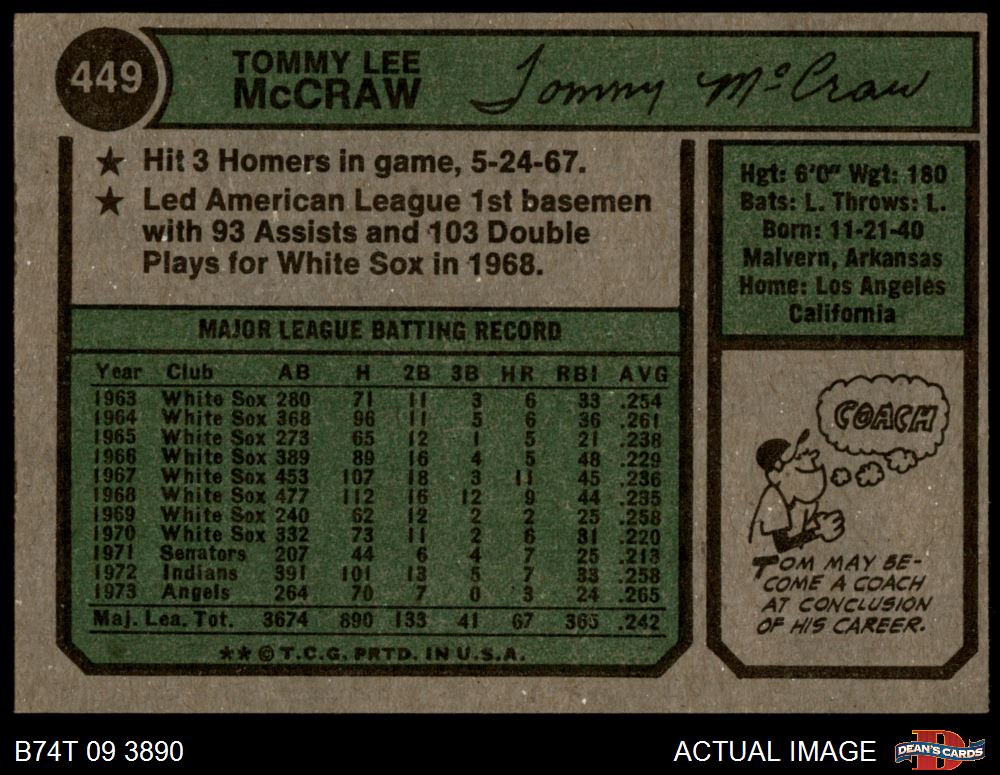 449
TOMMY LEE
McCRAW
Tommy McCraw
★ Hit 3 Homers in game, 5-24-67.
★ Led American League 1st basemen
with 93 Assists and 103 Double
Plays for White Sox in 1968.
Hgt: 6'0" Wgt: 180
Bats: L. Throws: L.
Born: 11-21-40
Malvern, Arkansas
Home: Los Angeles
California
MAJOR LEAGUE BATTING RECORD
Year Club AB H 2B 3B HR RBI AVG
1963 White Sox 280 71 11 3 6 33 .254
1964 White Sox 368 96 11 5 6 36 .261
1965 White Sox 273 65 12 1 5 21 .238
1966 White Sox 389 89 16 4 5 48 .229
1967 White Sox 453 107 18 3 11 45 .236
1968 White Sox 477 112 16 12 9 44 .235
1969 White Sox 240 62 12 2 2 25 .258
1970 White Sox 332 73 11 2 6 31 .220
1971 Senators 207 44 6 4 7 25 .213
1972 Indians 391 101 13 5 7 33 .258
1973 Angels 264 70 7 0 3 24 .265
Maj. Lea. Tot. 3674 890 133 41 67 365 .242
★★ © T.C.G. PRTD. IN U.S.A.
COACH
TOM MAY BE-
COME A COACH
AT CONCLUSION
OF HIS CAREER.
B74T 09 3890
ACTUAL IMAGE
DEAN'S CARDS